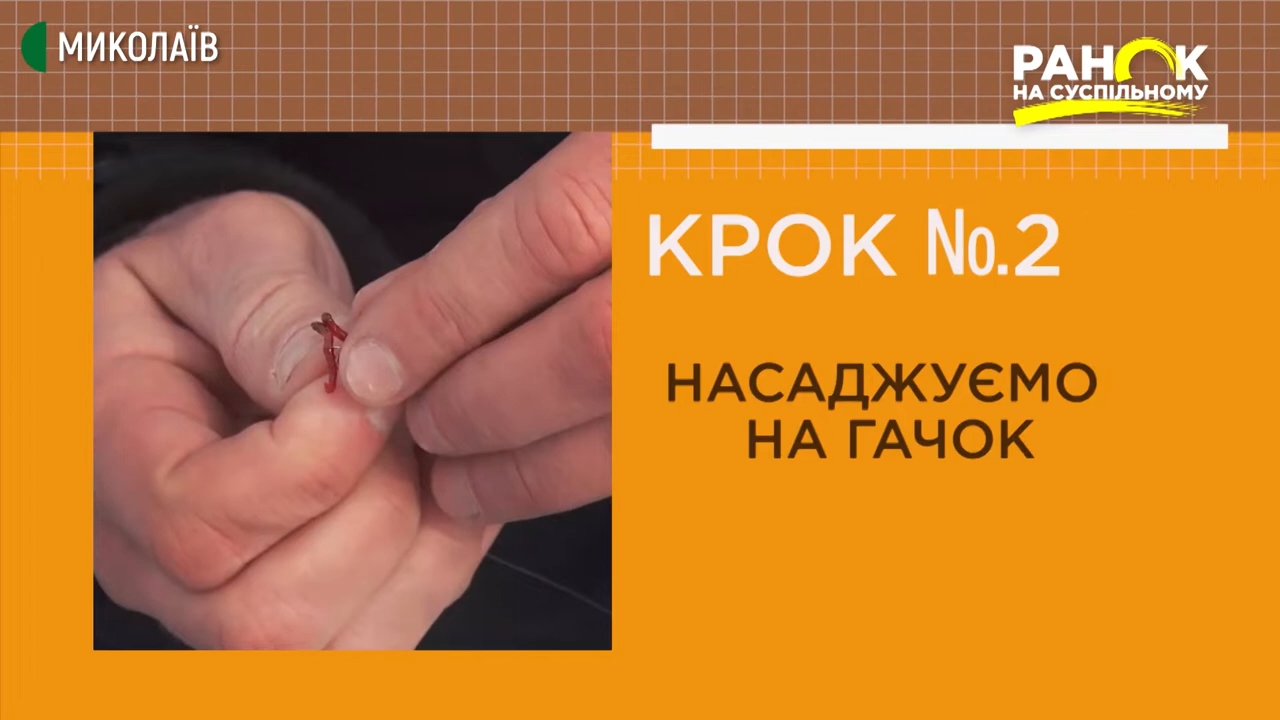 МИКОЛАЇВ
РАНОК
НА СУСПІЛЬНОМУ
КРОК №.2
НАСАДЖУЄМО
НА ГАЧОК